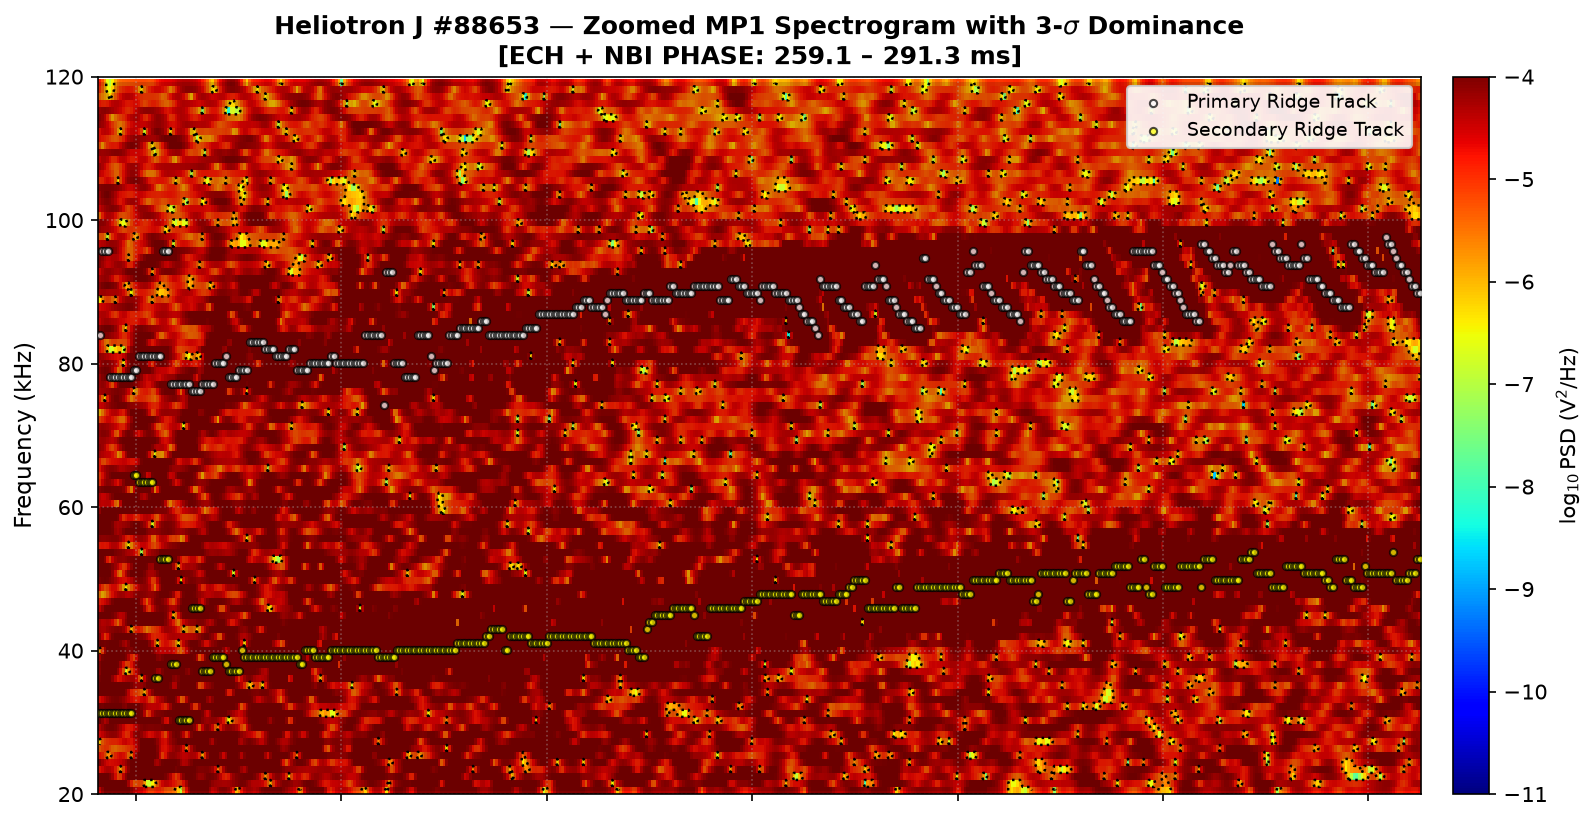 Heliotron J #88653 — Zoomed MP1 Spectrogram with 3-σ Dominance
[ECH + NBI PHASE: 259.1 – 291.3 ms]
Primary Ridge Track
Secondary Ridge Track
Frequency (kHz)
120
100
80
60
40
20
−4
−5
−6
−7
−8
−9
−10
−11
log₁₀ PSD (V²/Hz)